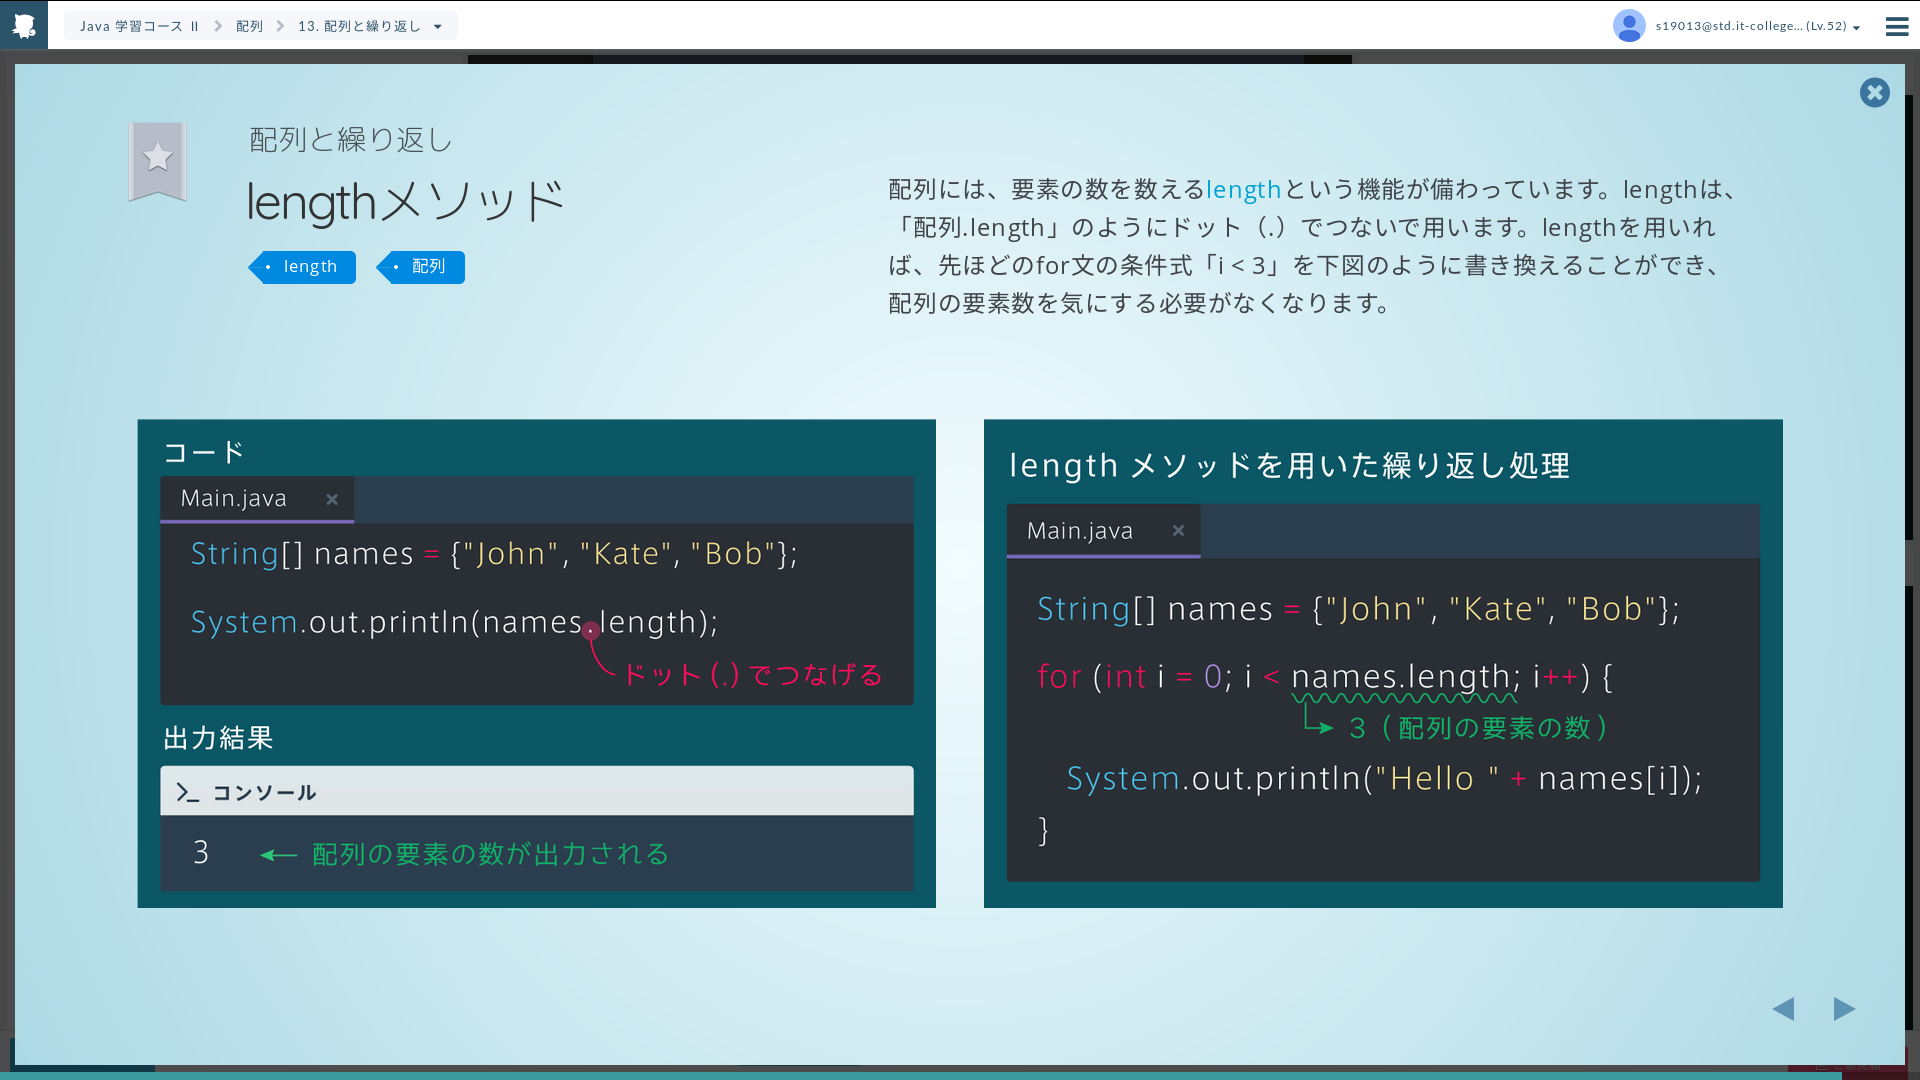 Java 学習コース Ⅱ
配列
13. 配列と繰り返し
s19013@std.it-college... (Lv.52)
配列と繰り返し
lengthメソッド
length
配列
配列には、要素の数を数えるlengthという機能が備わっています。lengthは、
「配列.length」のようにドット（.）でつないで用います。lengthを用いれ
ば、先ほどのfor文の条件式「i < 3」を下図のように書き換えることができ、
配列の要素数を気にする必要がなくなります。
コード
Main.java ×
String[] names = {"John", "Kate", "Bob"};
System.out.println(names.length);
ドット (.) でつなげる
出力結果
コンソール
3 ← 配列の要素の数が出力される
length メソッドを用いた繰り返し処理
Main.java ×
String[] names = {"John", "Kate", "Bob"};
for (int i = 0; i < names.length; i++) {
3 ( 配列の要素の数 )
System.out.println("Hello " + names[i]);
}